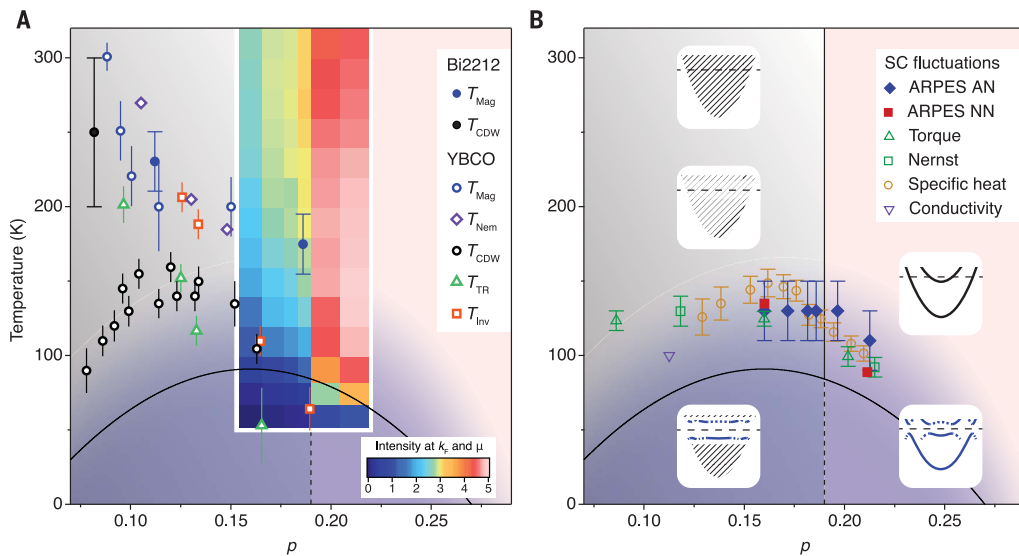 A
B
Temperature (K)
300
200
100
0
0.10
0.15
0.20
0.25
p
Bi2212
T_Mag
T_CDW
YBCO
T_Mag
T_Nem
T_CDW
T_TR
T_Inv
Intensity at k_F and μ
0 1 2 3 4 5
300
200
100
0
0.10
0.15
0.20
0.25
p
SC fluctuations
ARPES AN
ARPES NN
Torque
Nernst
Specific heat
Conductivity